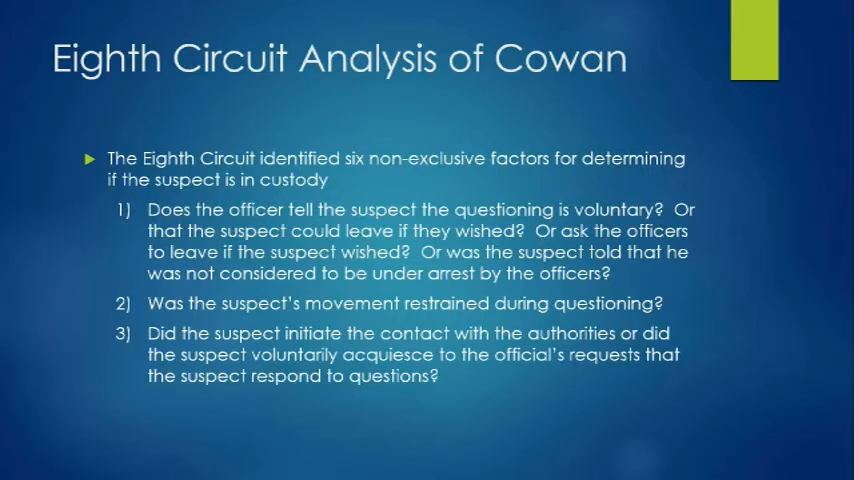 Eighth Circuit Analysis of Cowan
The Eighth Circuit identified six non-exclusive factors for determining
if the suspect is in custody
1) Does the officer tell the suspect the questioning is voluntary? Or
that the suspect could leave if they wished? Or ask the officers
to leave if the suspect wished? Or was the suspect told that he
was not considered to be under arrest by the officers?
2) Was the suspect's movement restrained during questioning?
3) Did the suspect initiate the contact with the authorities or did
the suspect voluntarily acquiesce to the official's requests that
the suspect respond to questions?